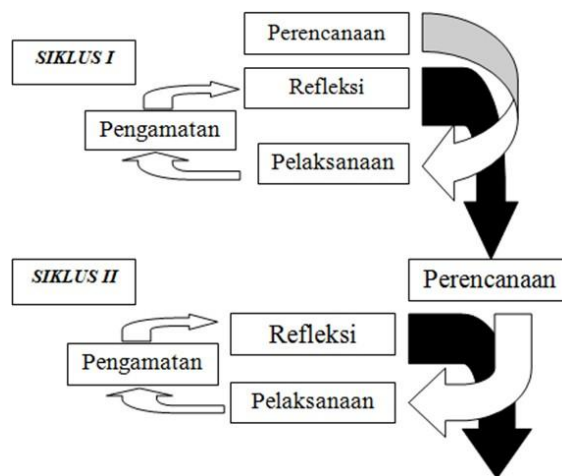 Perencanaan
SIKLUS I
Refleksi
Pengamatan
Pelaksanaan
SIKLUS II
Perencanaan
Refleksi
Pengamatan
Pelaksanaan